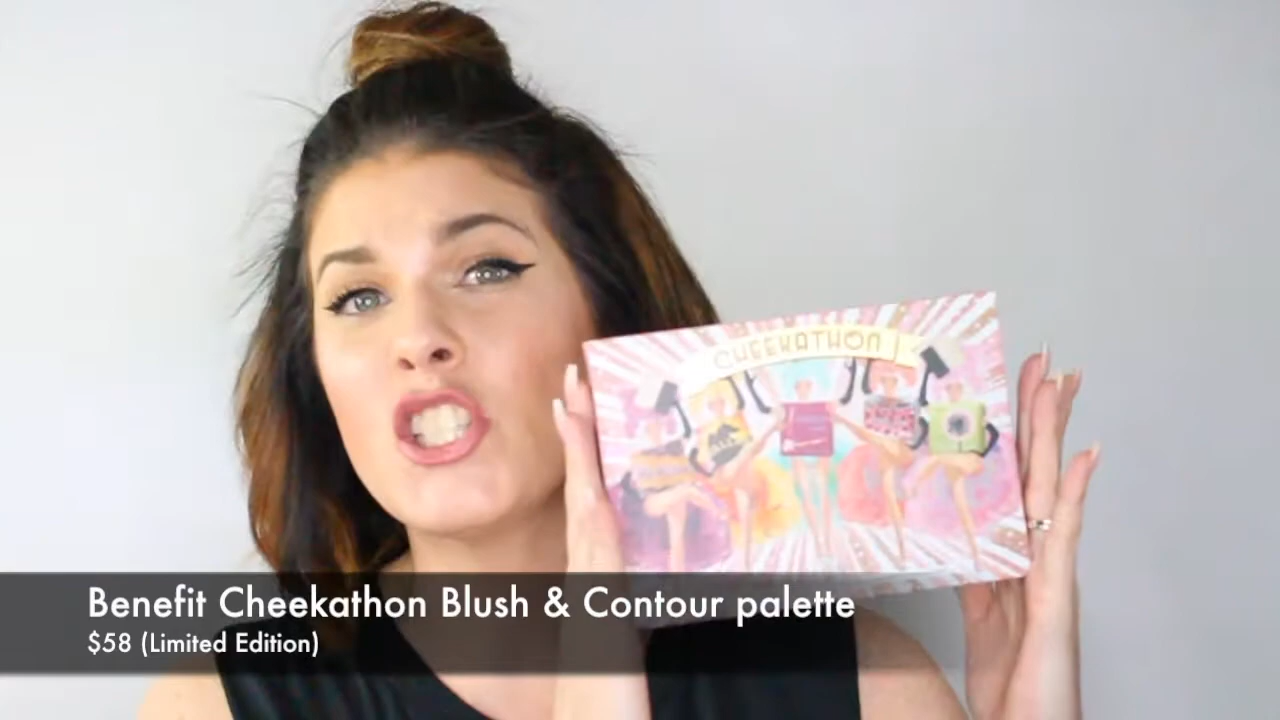 CHEEKATHON
Benefit Cheekathon Blush & Contour palette
$58 (Limited Edition)